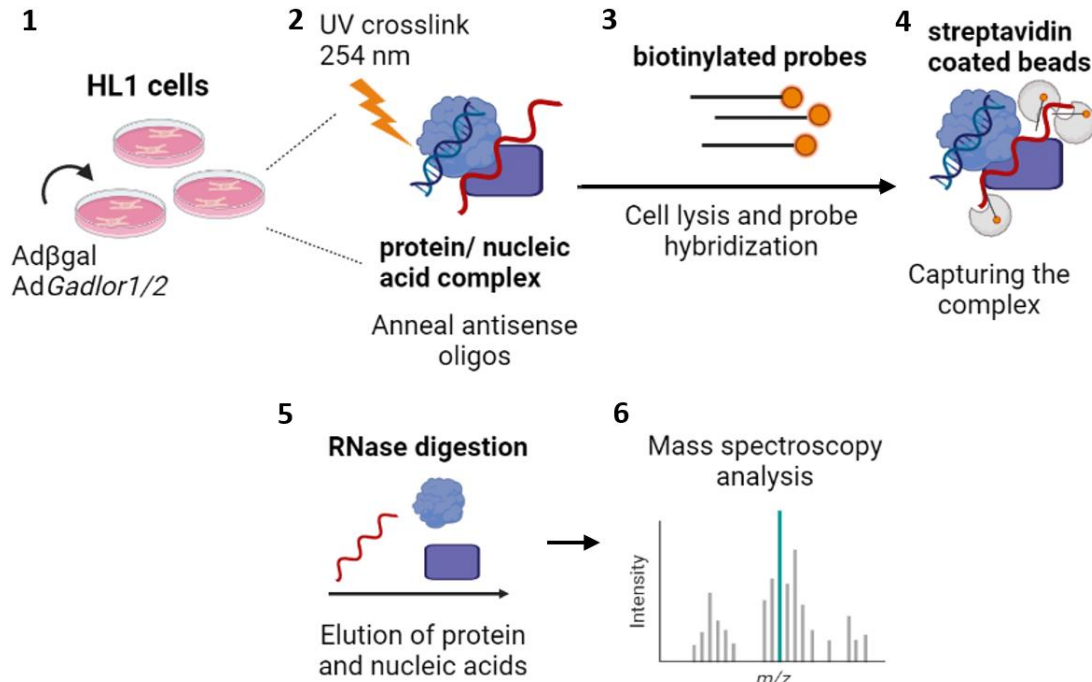 1
HL1 cells
Adβgal
AdGadlor1/2
2
UV crosslink
254 nm
protein/ nucleic
acid complex
Anneal antisense
oligos
3
biotinylated probes
Cell lysis and probe
hybridization
4
streptavidin
coated beads
Capturing the
complex
5
RNase digestion
Elution of protein
and nucleic acids
6
Mass spectroscopy
analysis
Intensity
m/z